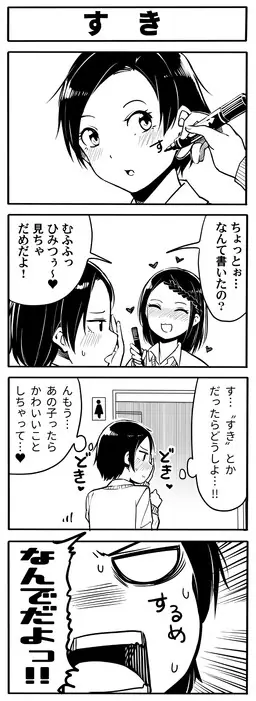 すき
す
ちょっとぉ…
なんて書いたの？
むふふっ
ひみつぅ〜♥
見ちゃ
だめだよ！
す…〝すき〟とか
だったらどうしよ…!!
どきっ
どきっ
んもう…
あの子ったら
かわいいこと
しちゃって…♥
するめ
なんでだよっ!!